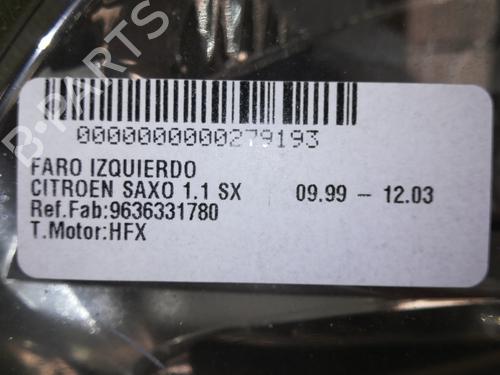 B-PARTS
0000000000279193
FARO IZQUIERDO
CITROEN SAXO 1.1 SX 09.99 - 12.03
Ref.Fab:9636331780
T.Motor:HFX